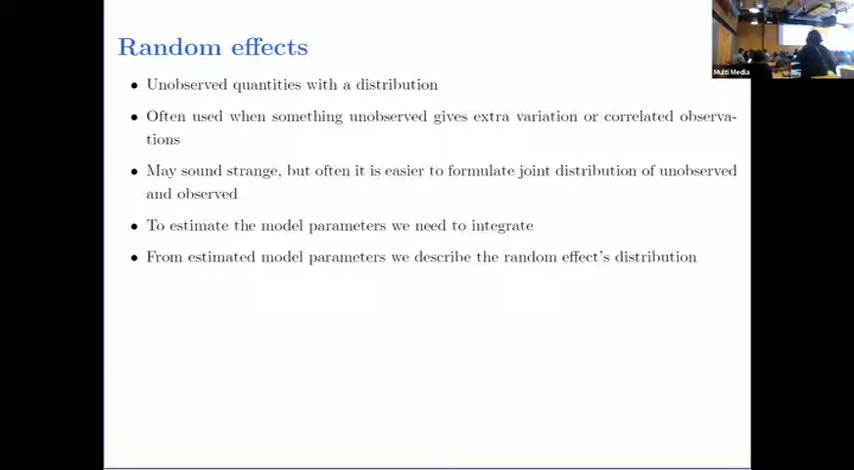 Random effects
• Unobserved quantities with a distribution
• Often used when something unobserved gives extra variation or correlated observa-
tions
• May sound strange, but often it is easier to formulate joint distribution of unobserved
and observed
• To estimate the model parameters we need to integrate
• From estimated model parameters we describe the random effect's distribution
Multi Media